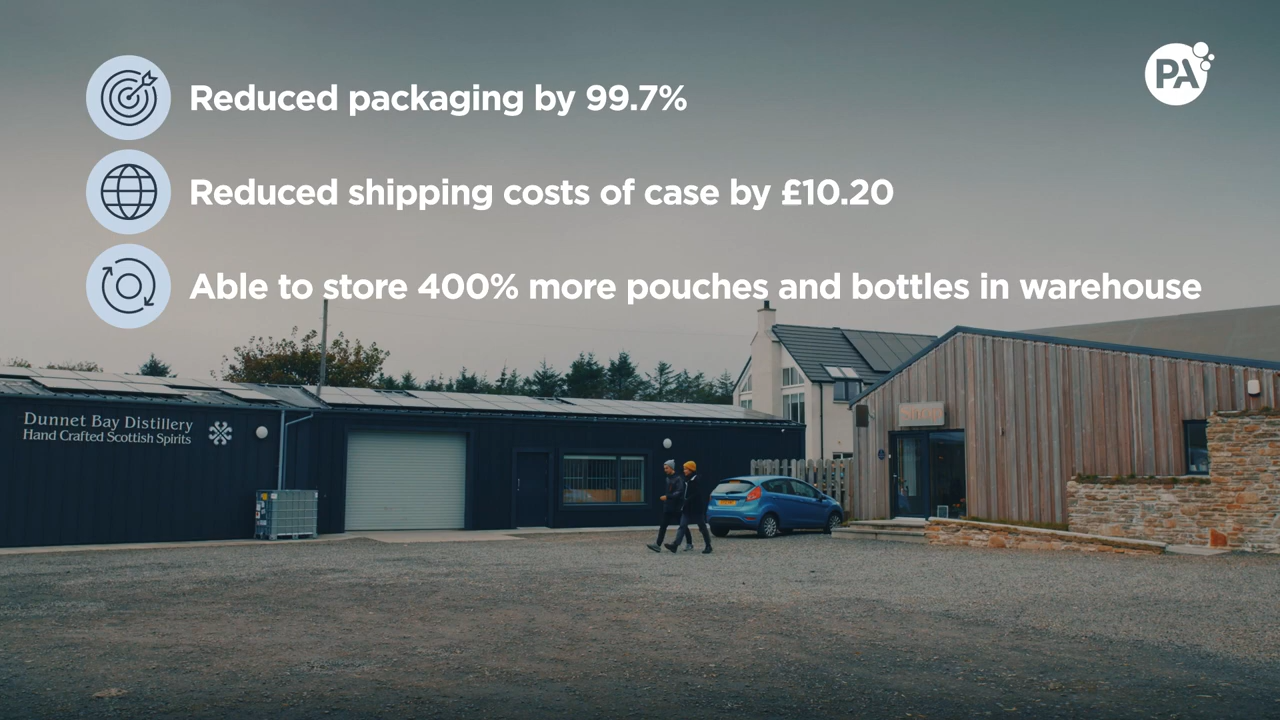 Reduced packaging by 99.7%
PA
Reduced shipping costs of case by £10.20
Able to store 400% more pouches and bottles in warehouse
Dunnet Bay Distillery
Hand Crafted Scottish Spirits